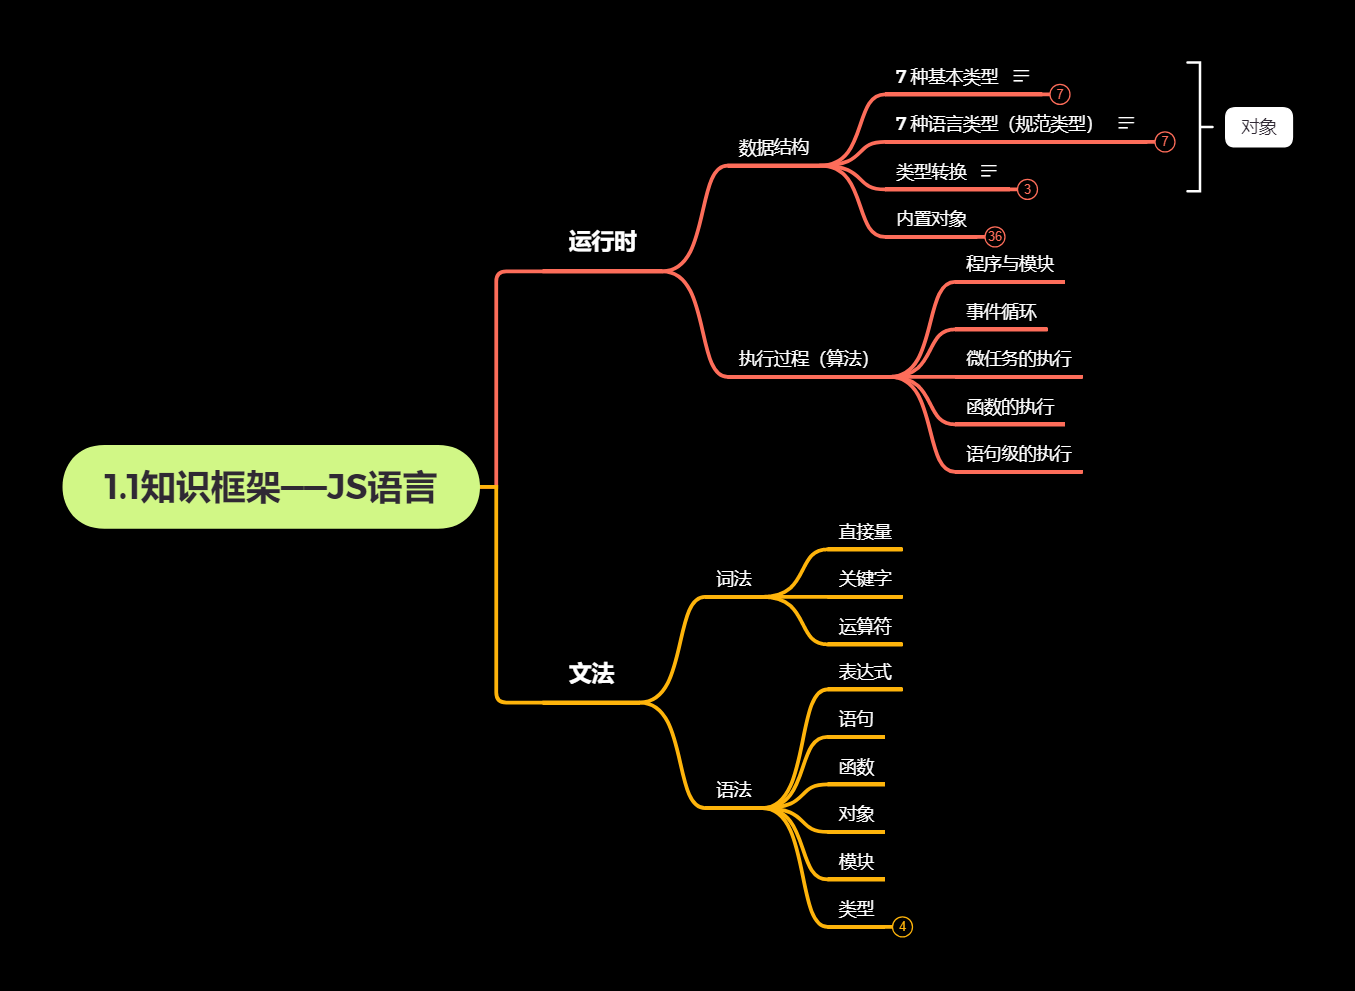 1.1知识框架——JS语言
运行时
数据结构
7 种基本类型
7
7 种语言类型（规范类型）
7
类型转换
3
内置对象
36
对象
执行过程（算法）
程序与模块
事件循环
微任务的执行
函数的执行
语句级的执行
文法
词法
直接量
关键字
运算符
语法
表达式
语句
函数
对象
模块
类型
4